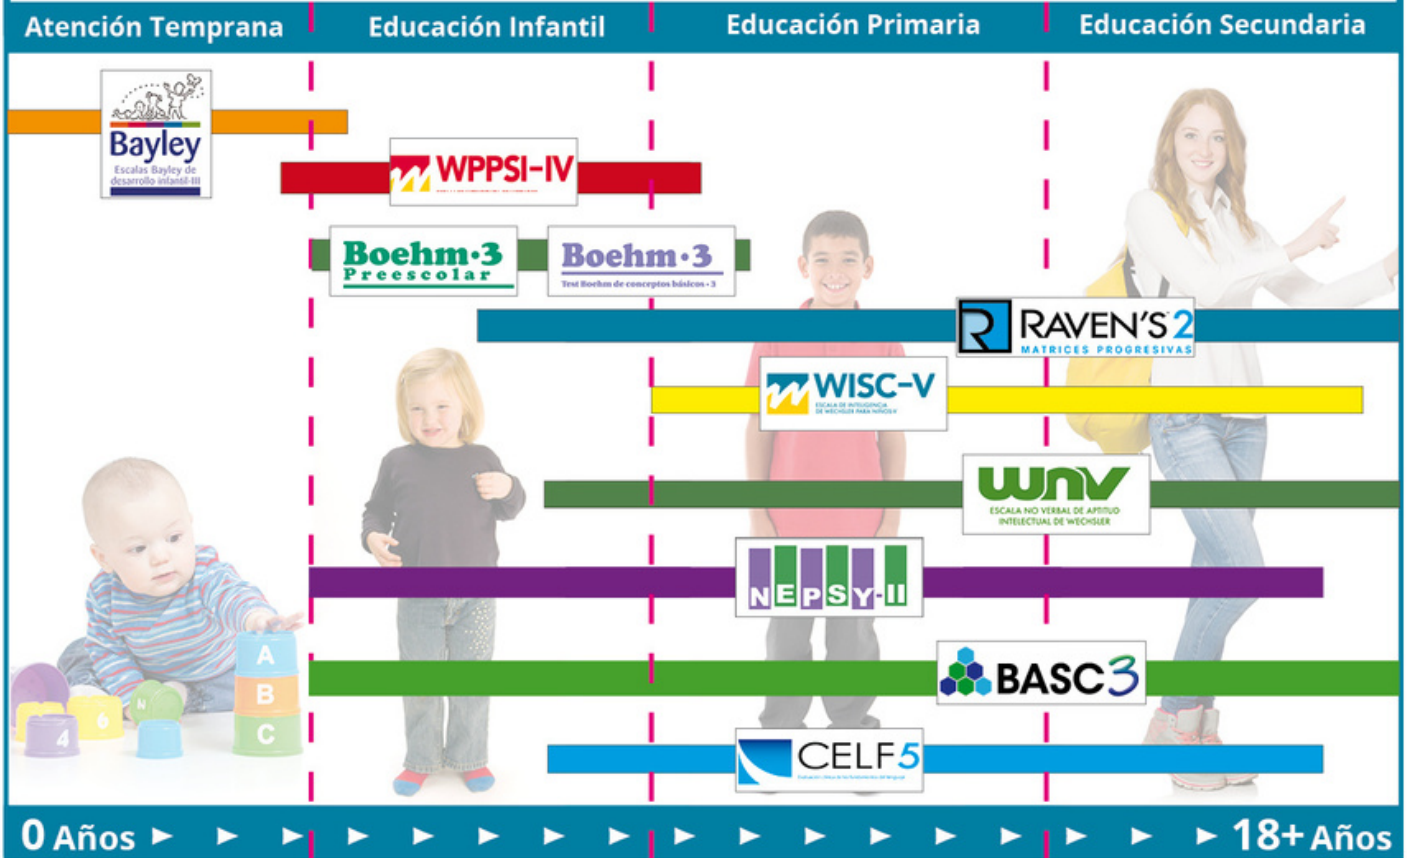 Atención Temprana
Educación Infantil
Educación Primaria
Educación Secundaria
Bayley
Escalas Bayley de
desarrollo infantil-III
WPPSI-IV
Boehm·3
Preescolar
Boehm·3
Test Boehm de conceptos básicos · 3
RAVEN'S 2
MATRICES PROGRESIVAS
WISC-V
ESCALA DE INTELIGENCIA
DE WECHSLER PARA NIÑOS-V
wnv
ESCALA NO VERBAL DE APTITUD
INTELECTUAL DE WECHSLER
NEPSY-II
A
B
C
N
6
4
BASC3
CELF5
0 Años
18+ Años